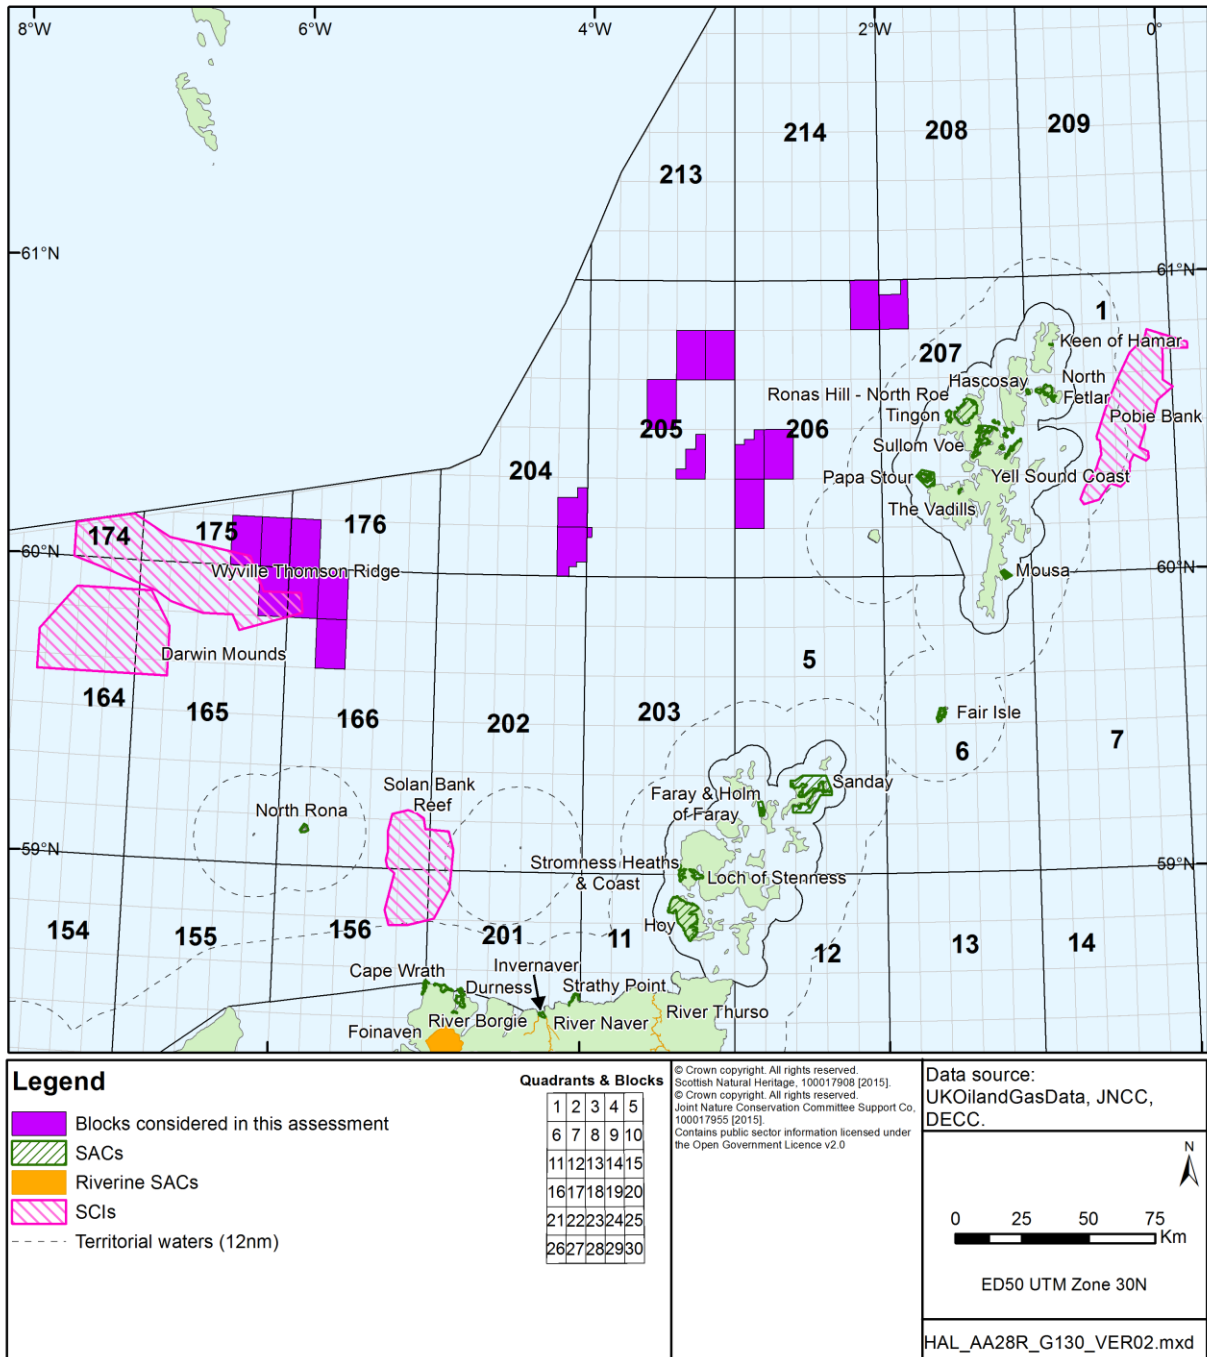 8°W
6°W
4°W
2°W
0°
209
208
214
213
61°N
61°N
1
207
Keen of Hamar
Hascosay
North
Fetlar
Ronas Hill - North Roe
Tingon
Pobie Bank
205
206
Sullom Voe
204
Papa Stour
Yell Sound Coast
The Vadills
174
175
176
60°N
60°N
Wyville Thomson Ridge
Mousa
Darwin Mounds
5
164
165
166
202
203
Fair Isle
6
7
Solan Bank
Reef
North Rona
Sanday
Faray & Holm
of Faray
59°N
59°N
Stromness Heaths
& Coast
Loch of Stenness
Hoy
154
155
156
201
11
12
13
14
Invernaver
Cape Wrath
Durness
Strathy Point
Foinaven
River Borgie
River Naver
River Thurso
Legend
Blocks considered in this assessment
SACs
Riverine SACs
SCIs
Territorial waters (12nm)
Quadrants & Blocks
1 2 3 4 5
6 7 8 9 10
11 12 13 14 15
16 17 18 19 20
21 22 23 24 25
26 27 28 29 30
© Crown copyright. All rights reserved.
Scottish Natural Heritage, 100017908 [2015].
© Crown copyright. All rights reserved.
Joint Nature Conservation Committee Support Co,
100017955 [2015].
Contains public sector information licensed under
the Open Government Licence v2.0
Data source:
UKOilandGasData, JNCC,
DECC.
N
0 25 50 75
Km
ED50 UTM Zone 30N
HAL_AA28R_G130_VER02.mxd